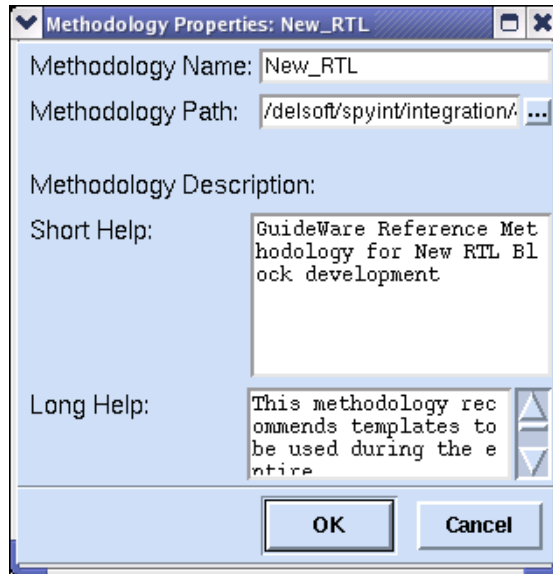 Methodology Properties: New_RTL
Methodology Name: New_RTL
Methodology Path: /delsoft/spyint/integration/ ...
Methodology Description:
Short Help:
GuideWare Reference Met
hodology for New RTL Bl
ock development
Long Help:
This methodology rec
ommends templates to
be used during the e
ntire
OK Cancel